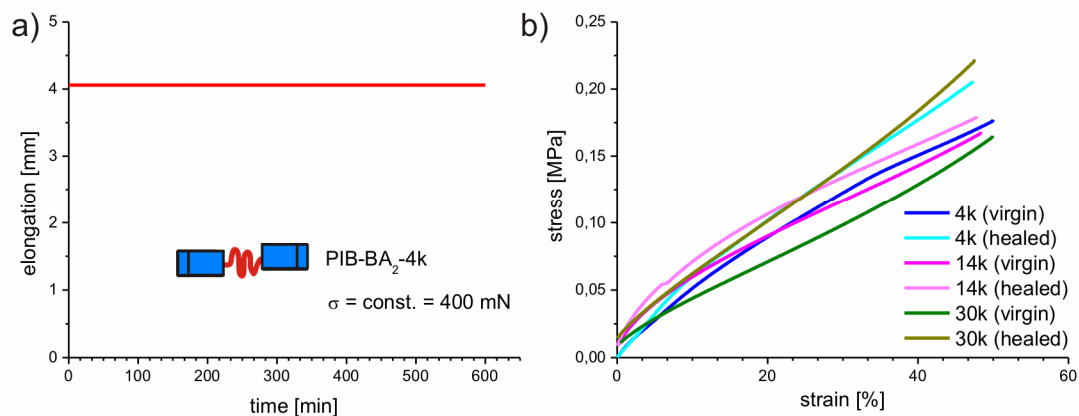 a)
elongation [mm]
5
4
3
2
1
0
PIB-BA₂-4k
σ = const. = 400 mN
0 100 200 300 400 500 600
time [min]
b)
stress [MPa]
0,25
0,20
0,15
0,10
0,05
0,00
4k (virgin)
4k (healed)
14k (virgin)
14k (healed)
30k (virgin)
30k (healed)
0 20 40 60
strain [%]